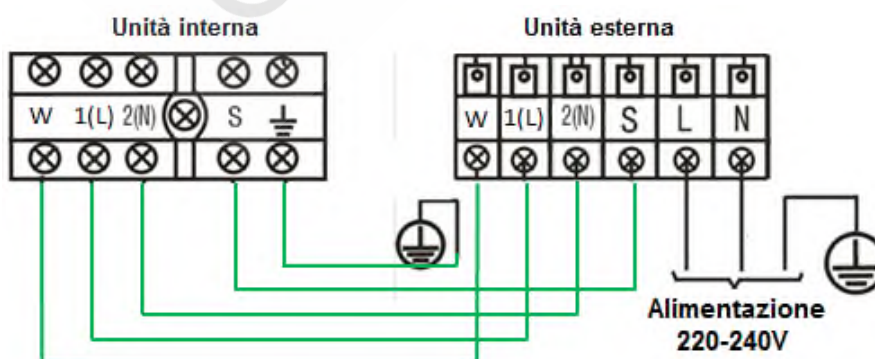 Unità interna
Unità esterna
W 1(L) 2(N) S
W 1(L) 2(N) S L N
Alimentazione
220-240V